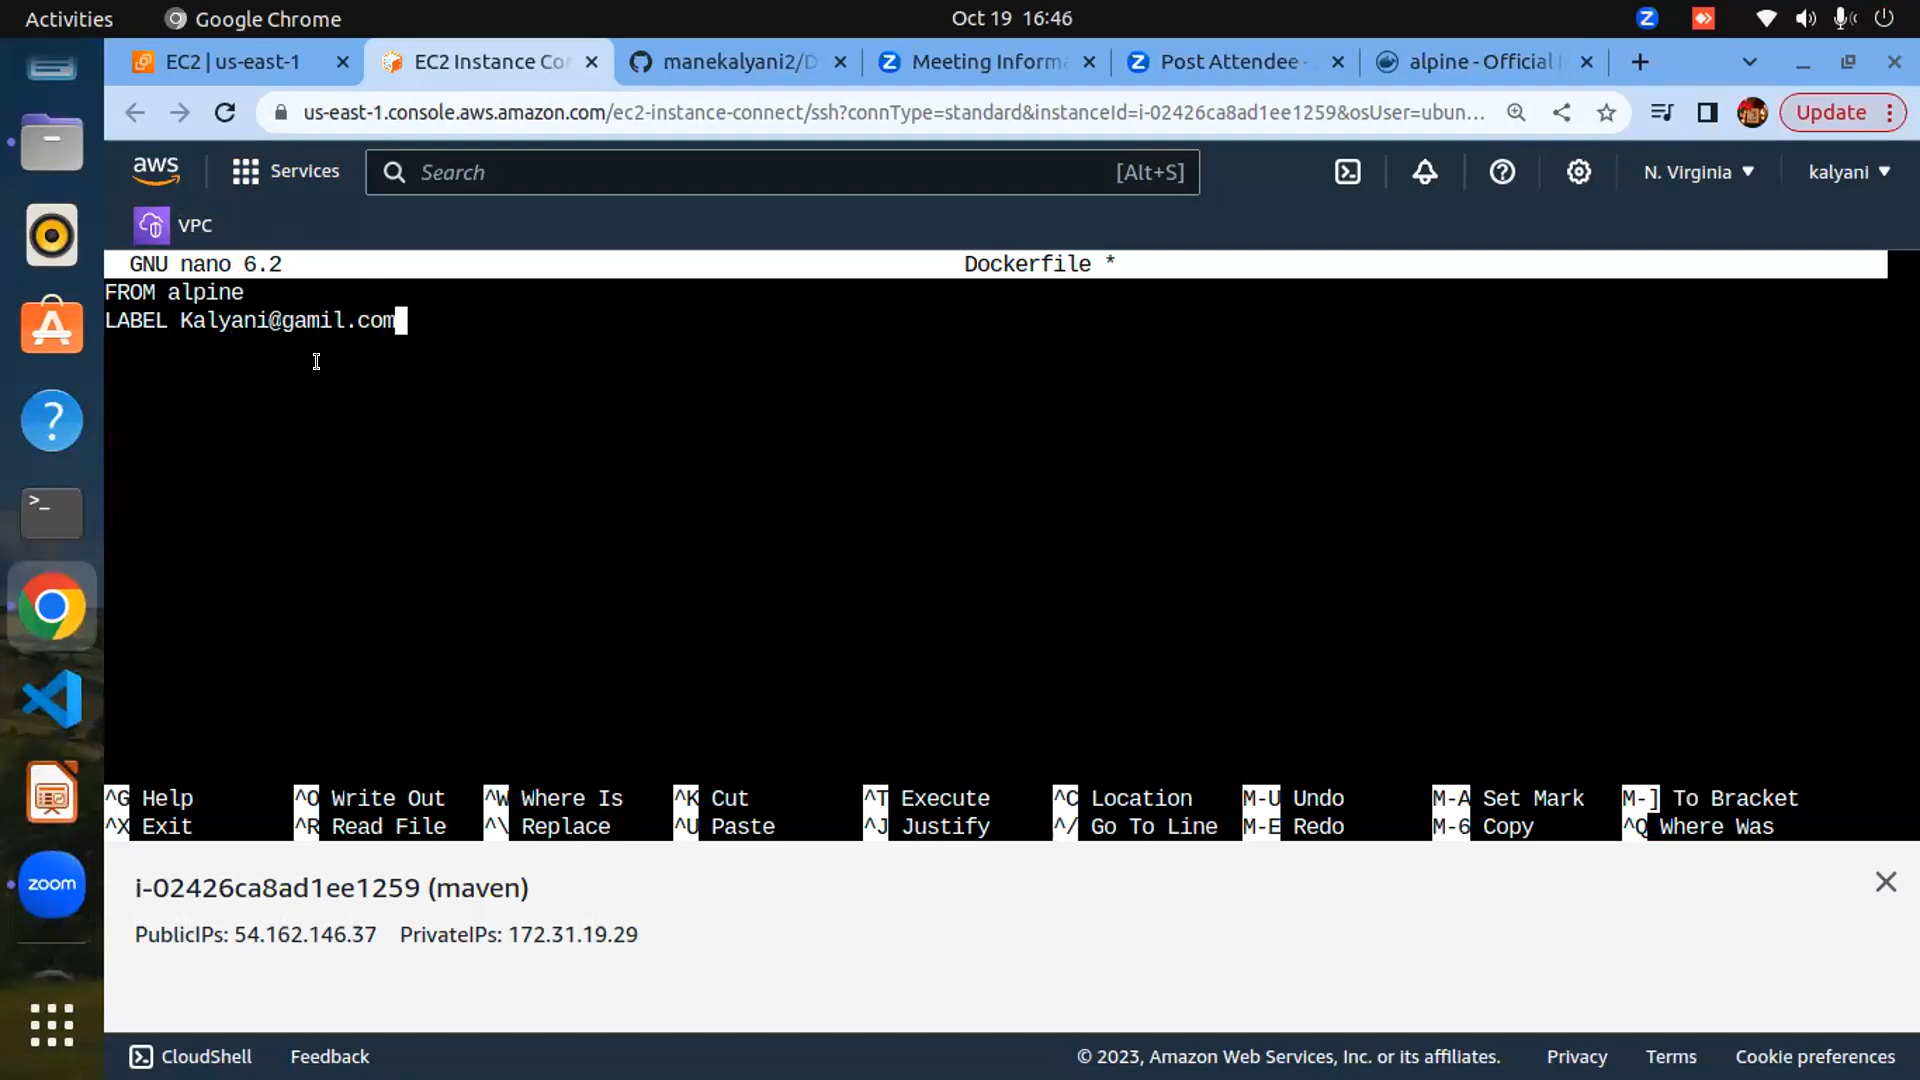 Activities Google Chrome Oct 19 16:46
EC2 | us-east-1 EC2 Instance Co manekalyani2/D Meeting Informa Post Attendee - alpine - Official
us-east-1.console.aws.amazon.com/ec2-instance-connect/ssh?connType=standard&instanceId=i-02426ca8ad1ee1259&osUser=ubun... Update
aws Services Search [Alt+S] N. Virginia kalyani
VPC
GNU nano 6.2 Dockerfile *
FROM alpine
LABEL Kalyani@gamil.com
^G Help ^O Write Out ^W Where Is ^K Cut ^T Execute ^C Location M-U Undo M-A Set Mark M-] To Bracket
^X Exit ^R Read File ^\ Replace ^U Paste ^J Justify ^/ Go To Line M-E Redo M-6 Copy ^Q Where Was
zoom
i-02426ca8ad1ee1259 (maven)
PublicIPs: 54.162.146.37 PrivateIPs: 172.31.19.29
CloudShell Feedback © 2023, Amazon Web Services, Inc. or its affiliates. Privacy Terms Cookie preferences